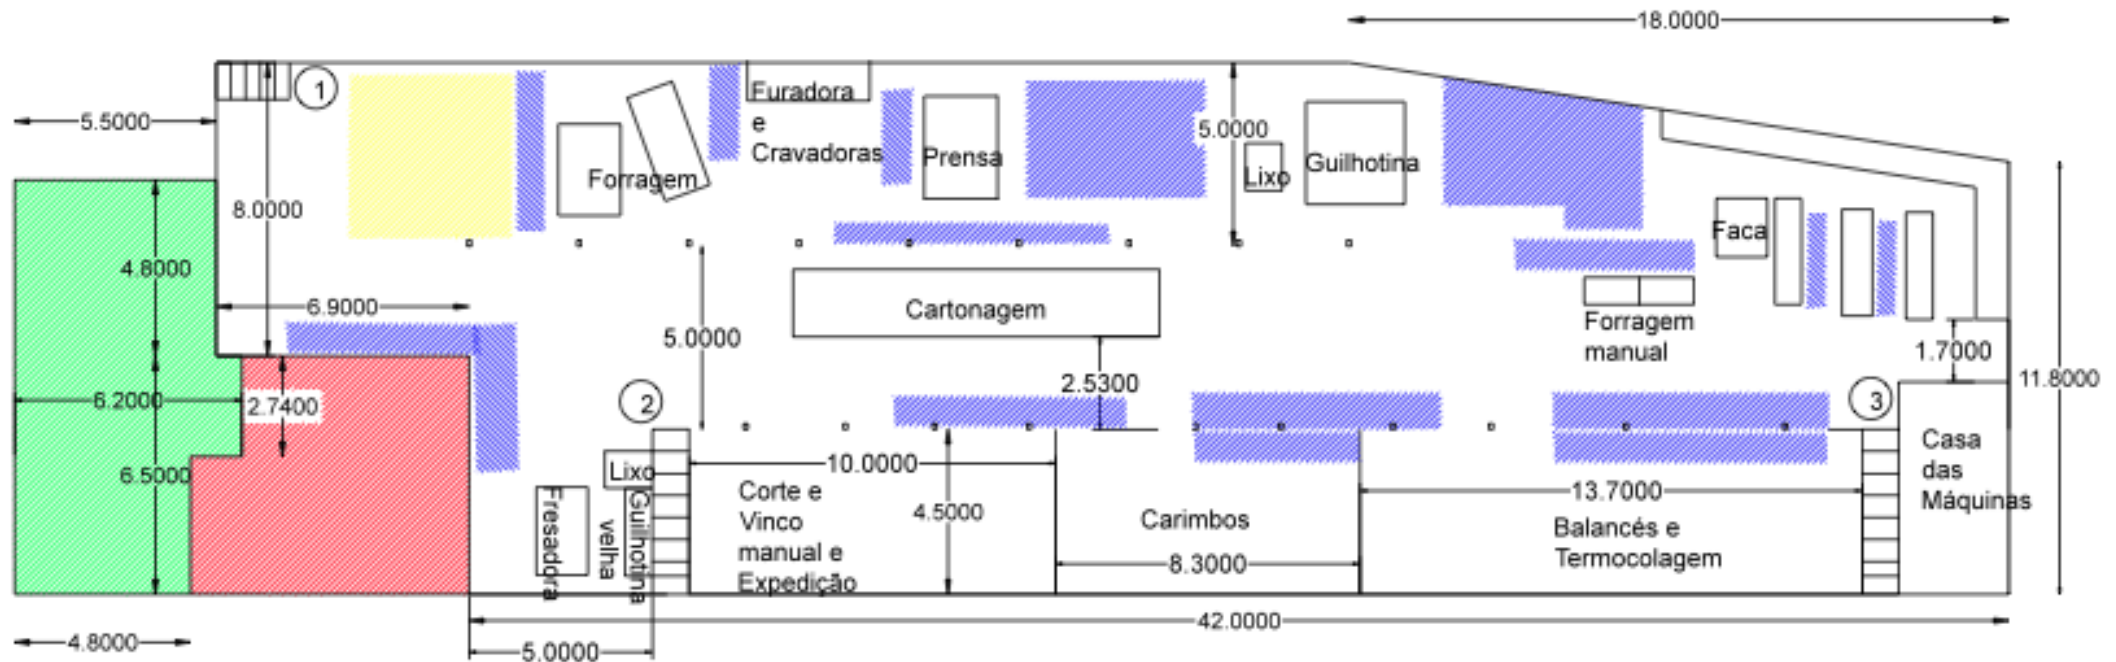 18.0000
1
Furadora
e
Cravadoras
5.5000
5.0000
Prensa
Guilhotina
Lixo
Forragem
8.0000
Faca
4.8000
6.9000
Cartonagem
Forragem
manual
5.0000
1.7000
2.5300
11.8000
6.2000
2.7400
2
3
Casa
das
Máquinas
Lixo
10.0000
6.5000
Corte e
Vinco
manual e
Expedição
4.5000
13.7000
Fresadora
Guilhotina
velha
Carimbos
Balancés e
Termocolagem
8.3000
42.0000
4.8000
5.0000